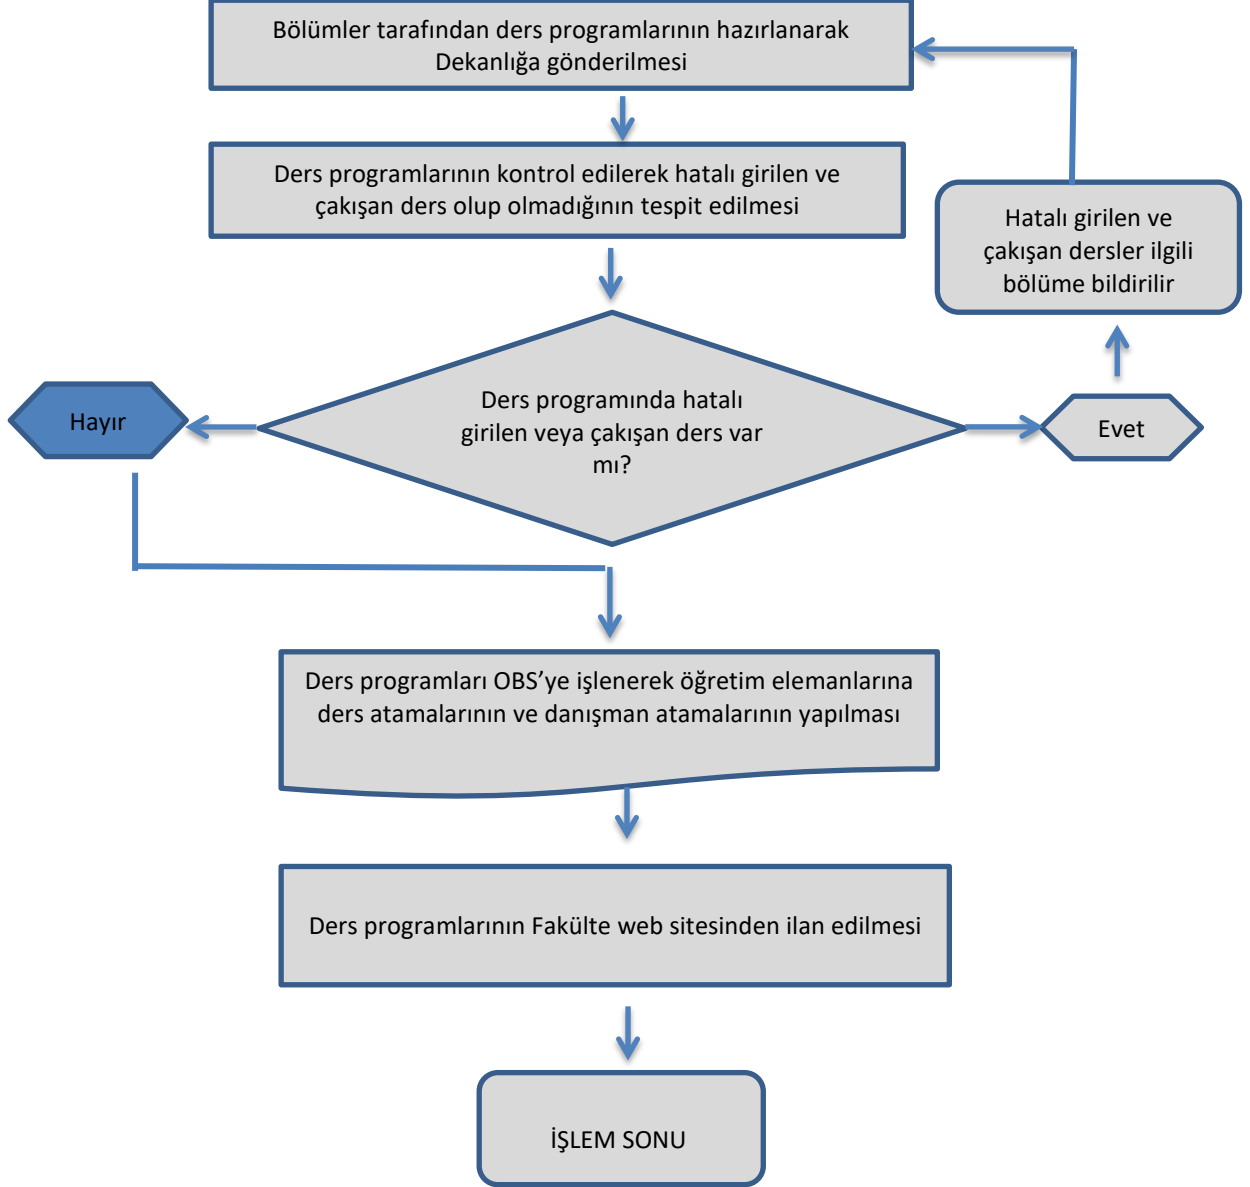 Bölümler tarafından ders programlarının hazırlanarak
Dekanlığa gönderilmesi
Ders programlarının kontrol edilerek hatalı girilen ve
çakışan ders olup olmadığının tespit edilmesi
Hatalı girilen ve
çakışan dersler ilgili
bölüme bildirilir
Ders programında hatalı
girilen veya çakışan ders var
mı?
Hayır
Evet
Ders programları OBS’ye işlenerek öğretim elemanlarına
ders atamalarının ve danışman atamalarının yapılması
Ders programlarının Fakülte web sitesinden ilan edilmesi
İŞLEM SONU